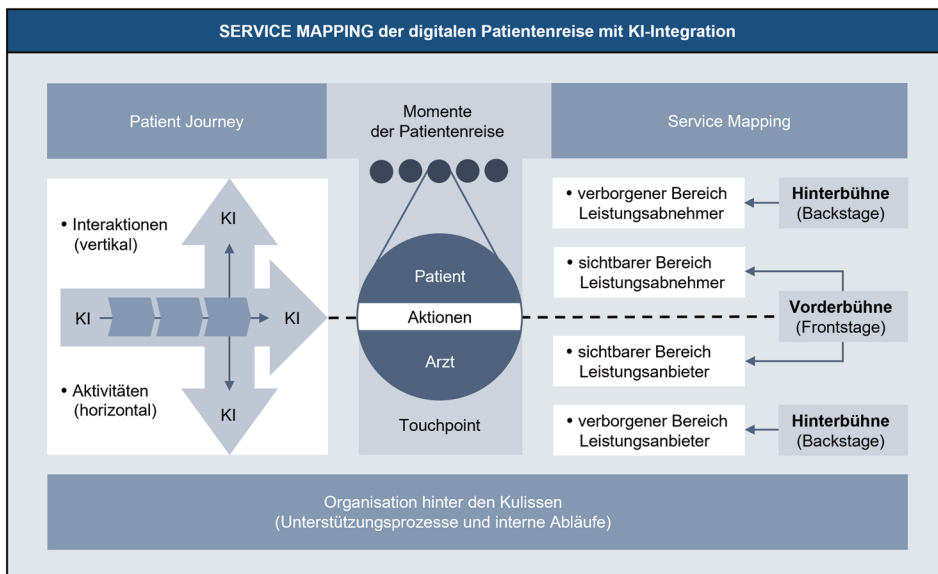 SERVICE MAPPING der digitalen Patientenreise mit KI-Integration
Patient Journey
Momente
der Patientenreise
Service Mapping
• Interaktionen
(vertikal)
KI
KI
KI
KI
• Aktivitäten
(horizontal)
Patient
Aktionen
Arzt
Touchpoint
• verborgener Bereich
Leistungsabnehmer
Hinterbühne
(Backstage)
• sichtbarer Bereich
Leistungsabnehmer
Vorderbühne
(Frontstage)
• sichtbarer Bereich
Leistungsanbieter
• verborgener Bereich
Leistungsanbieter
Hinterbühne
(Backstage)
Organisation hinter den Kulissen
(Unterstützungsprozesse und interne Abläufe)